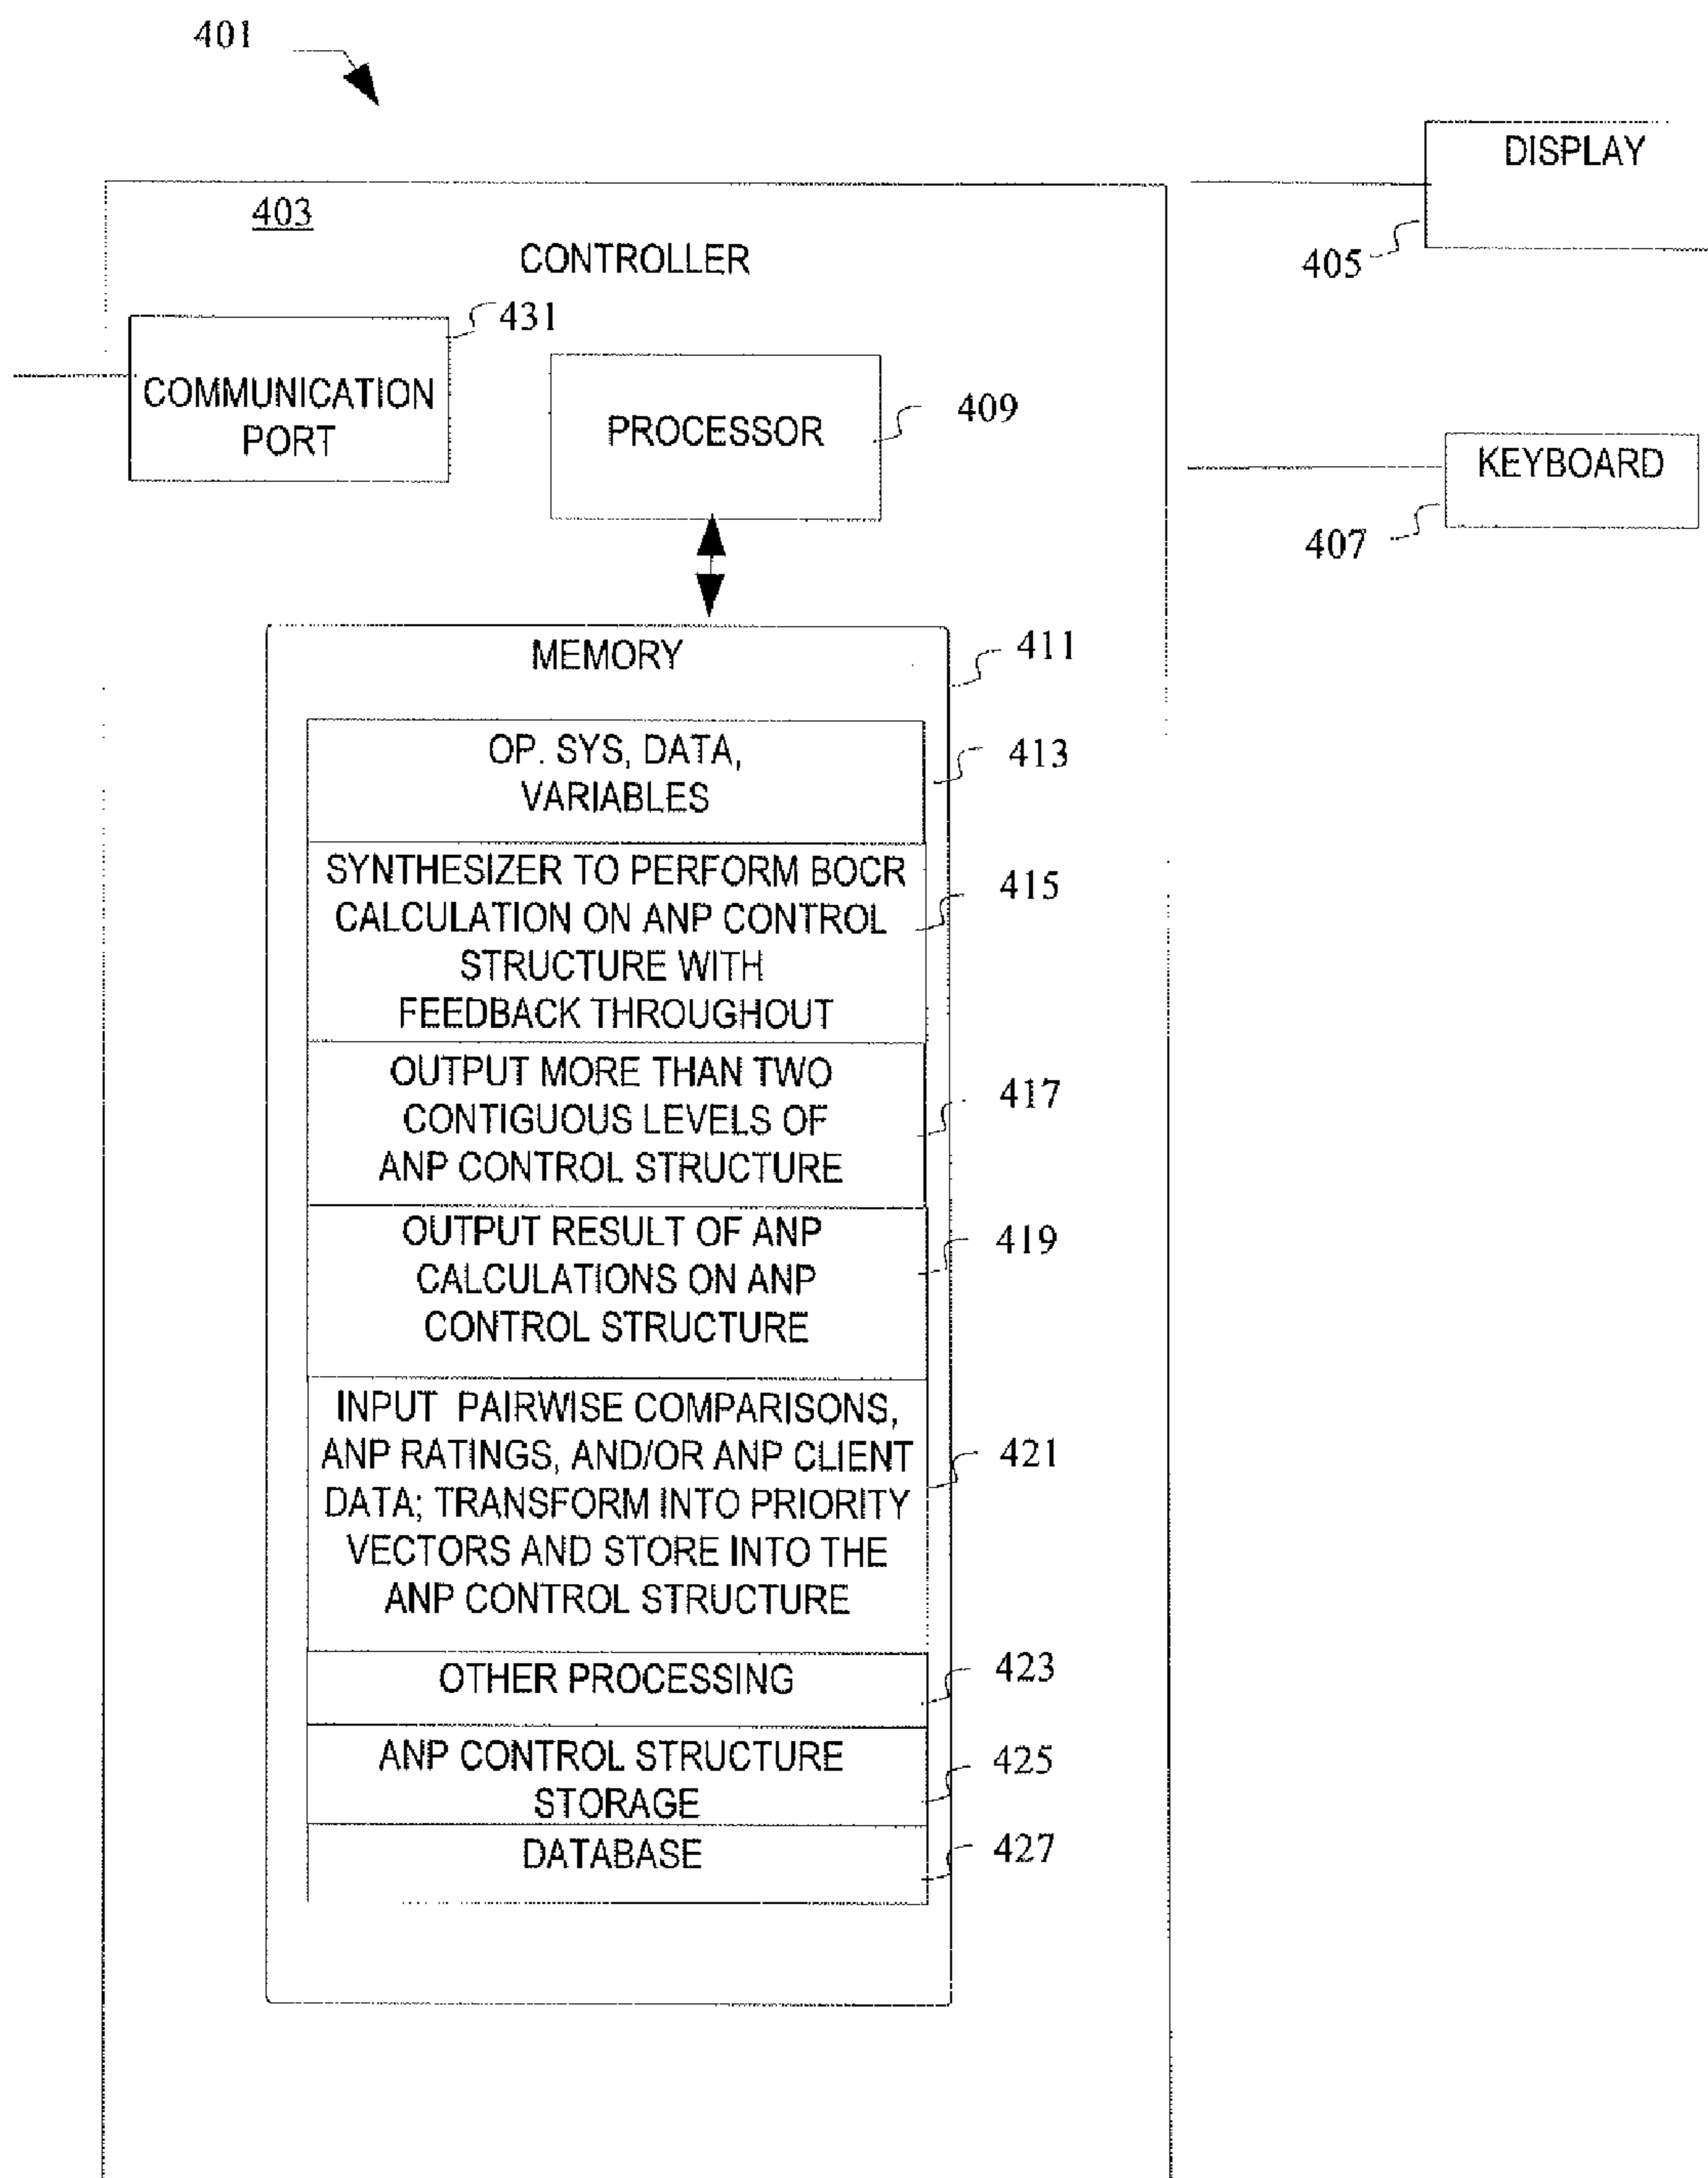 401
DISPLAY
403
CONTROLLER
405
431
COMMUNICATION
PORT
PROCESSOR
409
KEYBOARD
407
MEMORY
411
OP. SYS, DATA,
VARIABLES
413
SYNTHESIZER TO PERFORM BOCR
CALCULATION ON ANP CONTROL
STRUCTURE WITH
FEEDBACK THROUGHOUT
415
OUTPUT MORE THAN TWO
CONTIGUOUS LEVELS OF
ANP CONTROL STRUCTURE
417
OUTPUT RESULT OF ANP
CALCULATIONS ON ANP
CONTROL STRUCTURE
419
INPUT PAIRWISE COMPARISONS,
ANP RATINGS, AND/OR ANP CLIENT
DATA; TRANSFORM INTO PRIORITY
VECTORS AND STORE INTO THE
ANP CONTROL STRUCTURE
421
OTHER PROCESSING
423
ANP CONTROL STRUCTURE
STORAGE
425
DATABASE
427